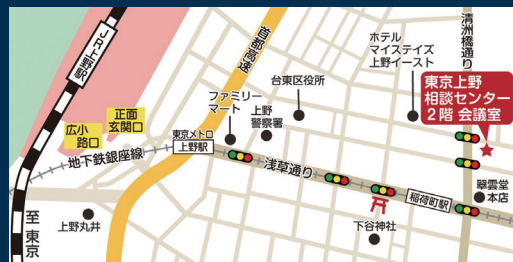 JR上野駅
首都高速
清洲橋通り
ホテル
マイステイズ
上野イースト
東京上野
相談センター
2階 会議室
台東区役所
ファミリー
マート
上野
警察署
正面
玄関口
広小
路口
東京メトロ
上野駅
地下鉄銀座線
浅草通り
稲荷町駅
翠雲堂
本店
至東京
上野丸井
下谷神社